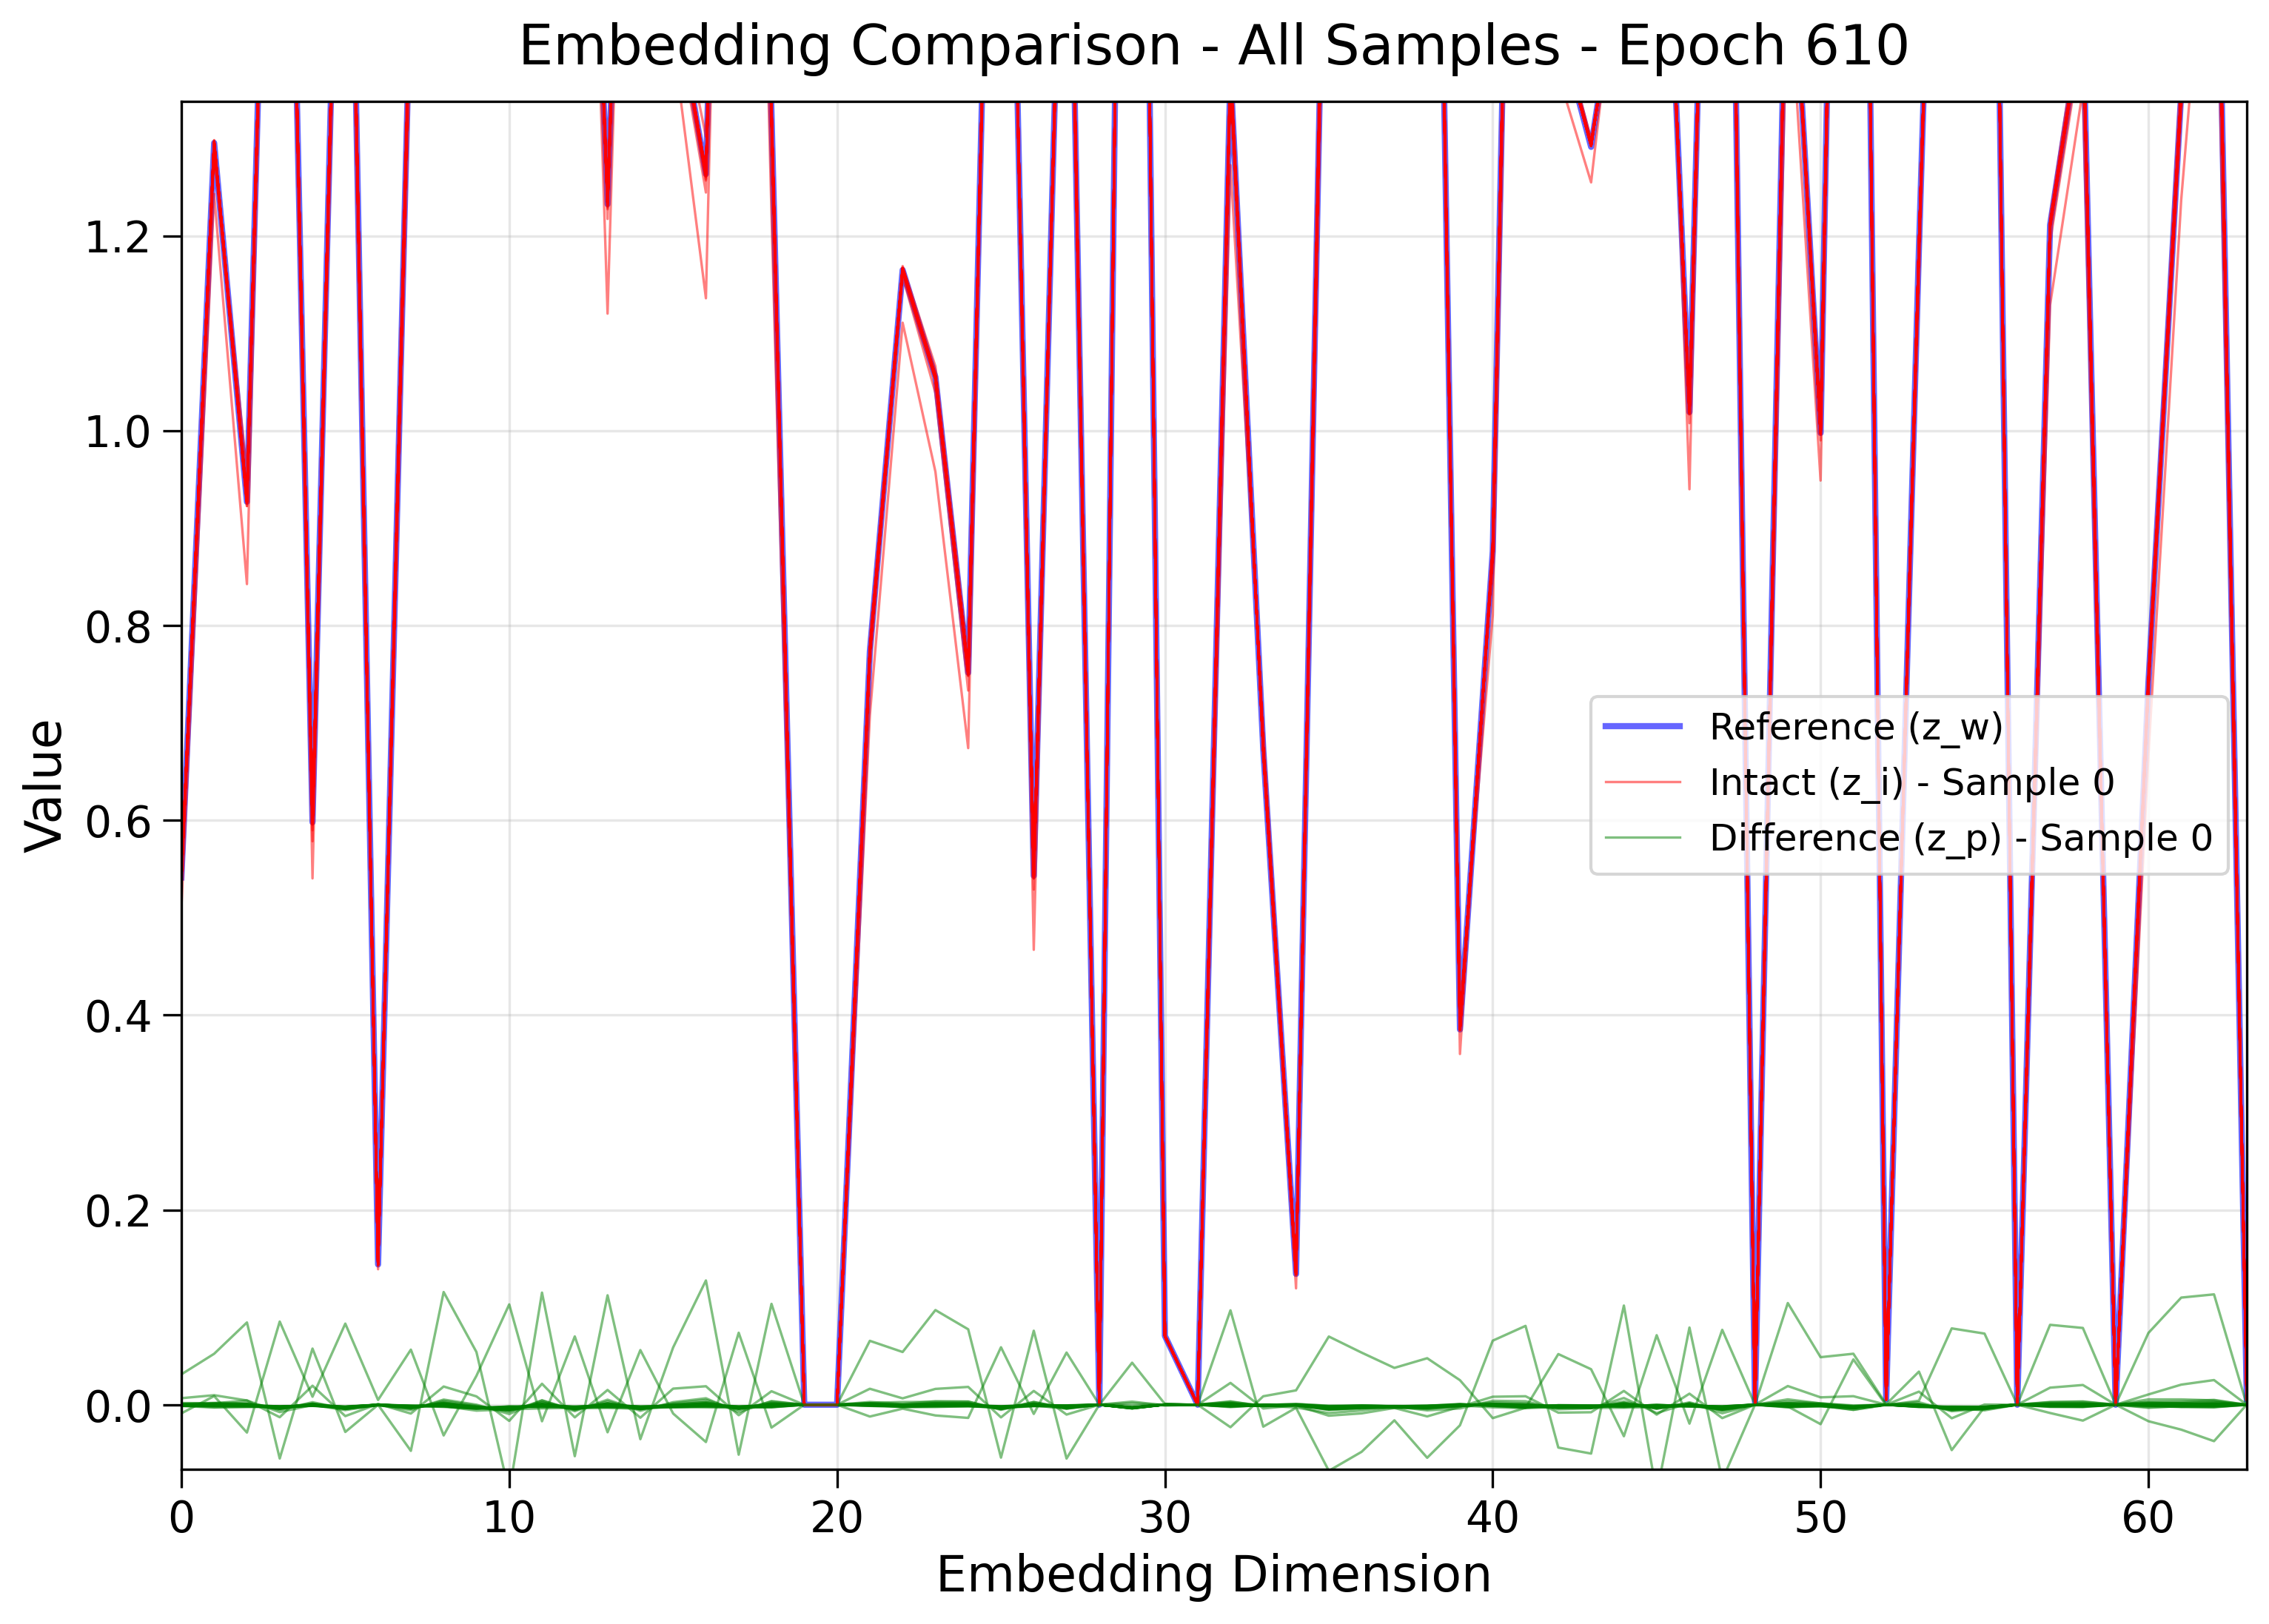 Embedding Comparison - All Samples - Epoch 610
Value
1.2
1.0
0.8
0.6
0.4
0.2
0.0
Reference (z_w)
Intact (z_i) - Sample 0
Difference (z_p) - Sample 0
0 10 20 30 40 50 60
Embedding Dimension